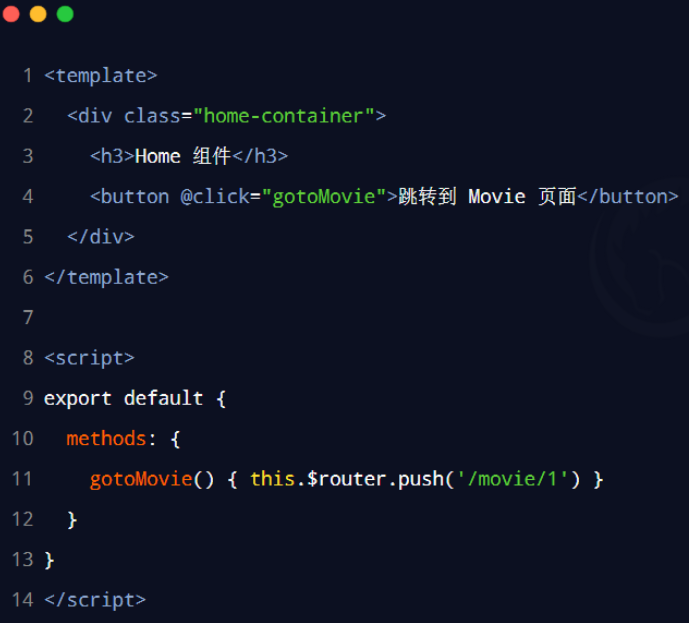 1 <template>
2   <div class="home-container">
3     <h3>Home 组件</h3>
4     <button @click="gotoMovie">跳转到 Movie 页面</button>
5   </div>
6 </template>
7
8 <script>
9 export default {
10   methods: {
11     gotoMovie() { this.$router.push('/movie/1') }
12   }
13 }
14 </script>